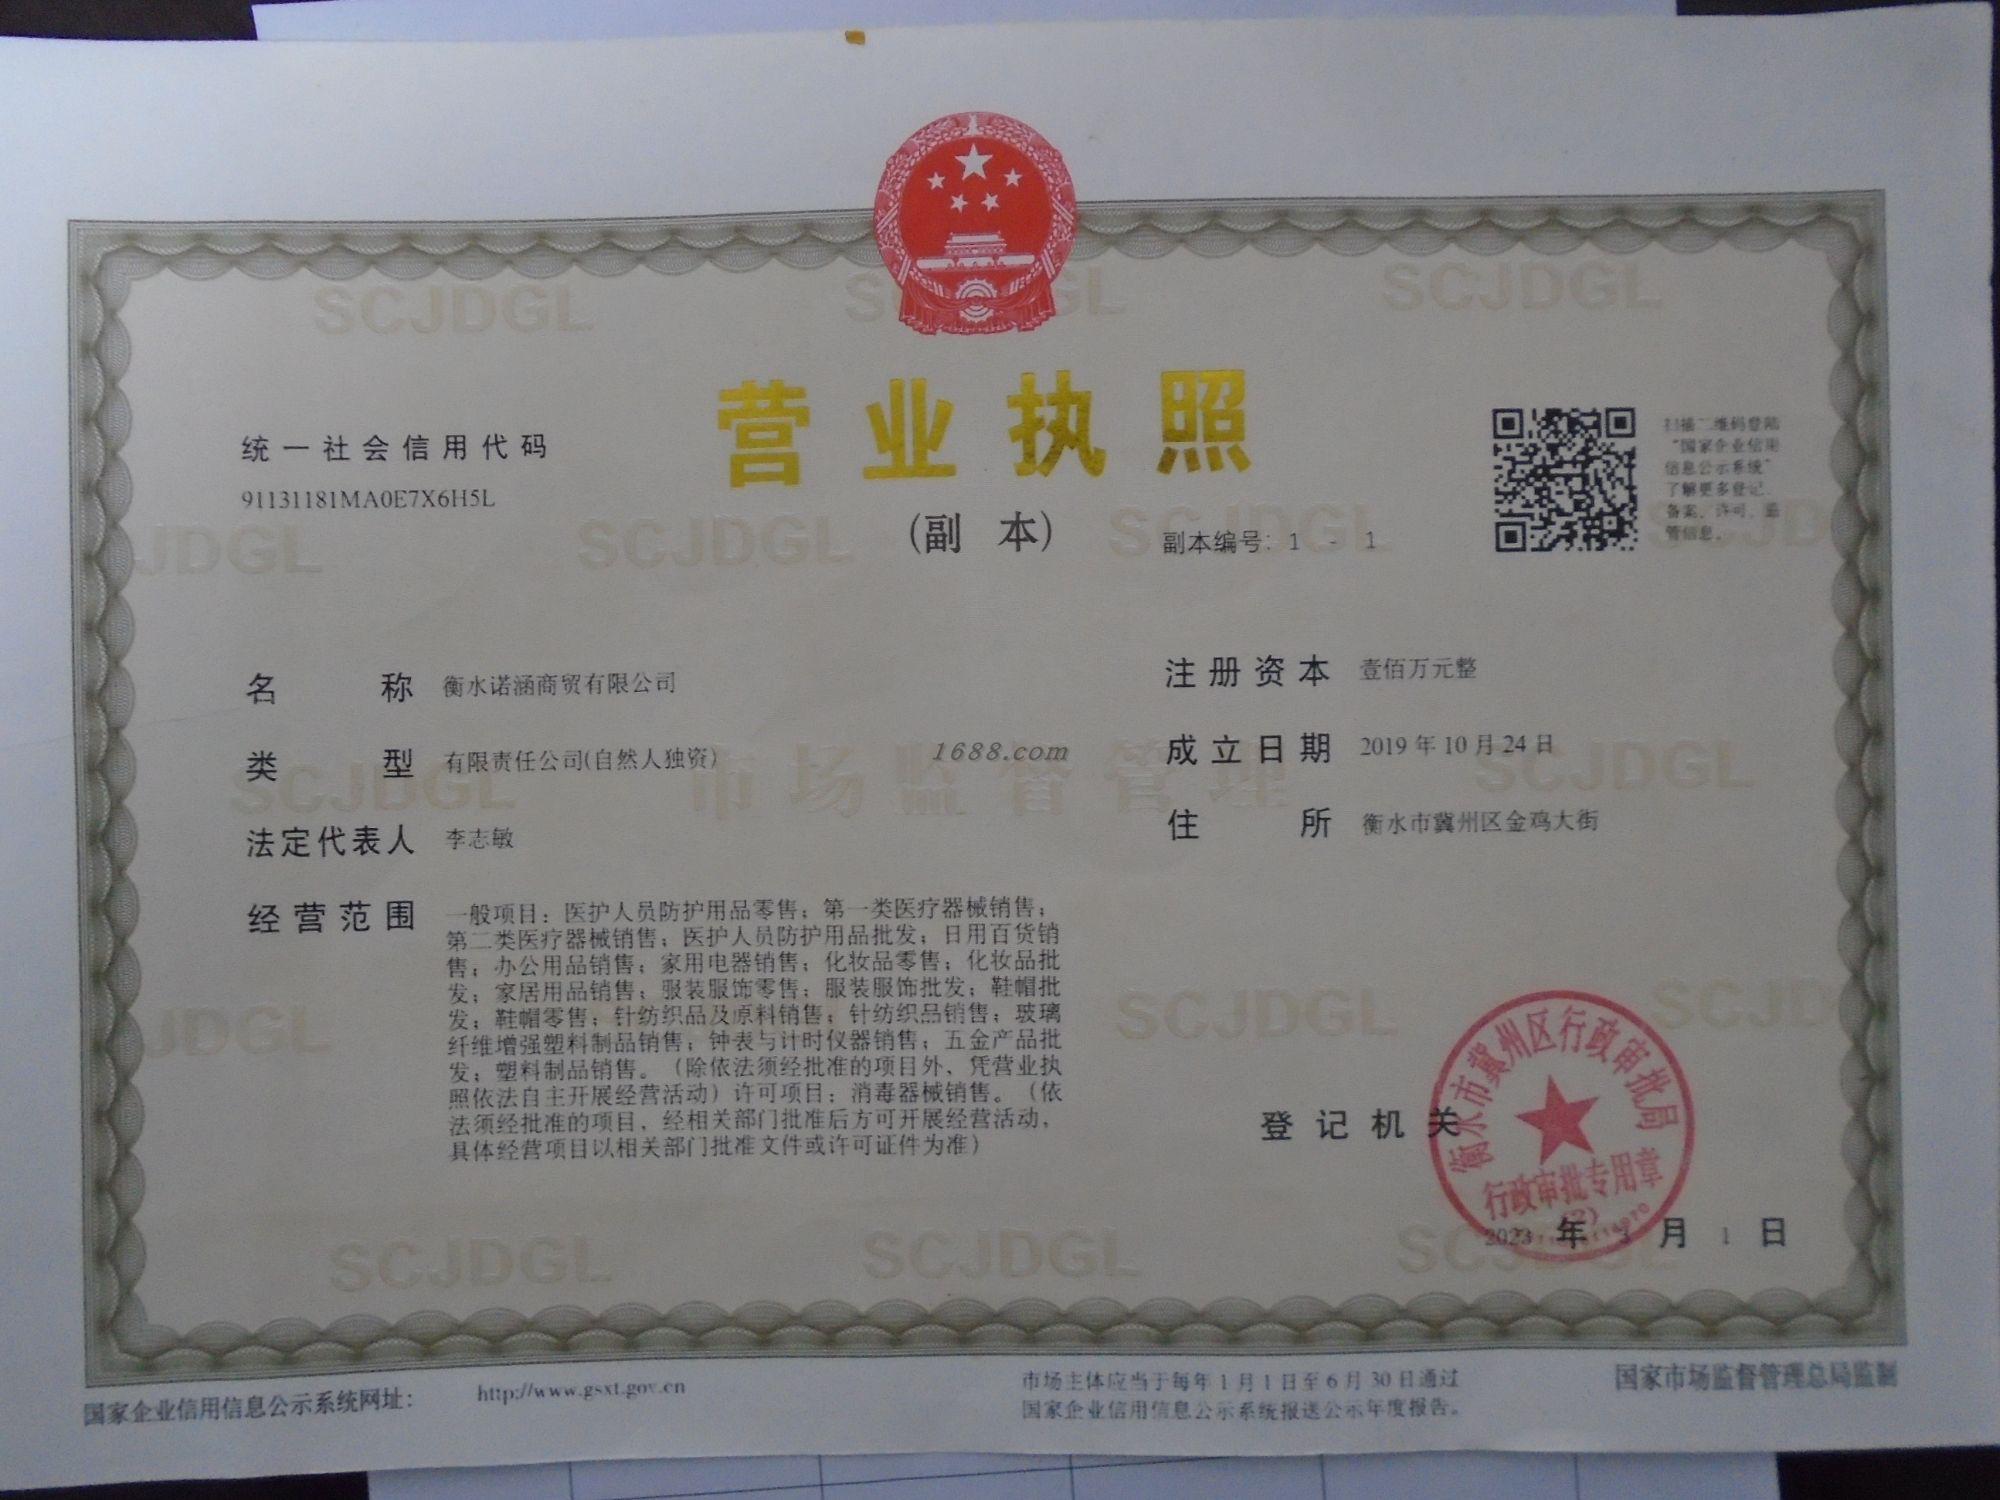 营业执照
(副 本)
副本编号：1 - 1
统一社会信用代码
91131181MA0E7X6H5L
扫描二维码登陆
“国家企业信用
信息公示系统”
了解更多登记、
备案、许可、监
管信息。
名 称 衡水诺涵商贸有限公司
类 型 有限责任公司(自然人独资)
法定代表人 李志敏
经营范围 一般项目：医护人员防护用品零售；第一类医疗器械销售；
第二类医疗器械销售；医护人员防护用品批发；日用百货销
售；办公用品销售；家用电器销售；化妆品零售；化妆品批
发；家居用品销售；服装服饰零售；服装服饰批发；鞋帽批
发；鞋帽零售；针纺织品及原料销售；针纺织品销售；玻璃
纤维增强塑料制品销售；钟表与计时仪器销售；五金产品批
发；塑料制品销售。（除依法须经批准的项目外，凭营业执
照依法自主开展经营活动）许可项目：消毒器械销售。（依
法须经批准的项目，经相关部门批准后方可开展经营活动，
具体经营项目以相关部门批准文件或许可证件为准）
注册资本 壹佰万元整
成立日期 2019年10月24日
住 所 衡水市冀州区金鸡大街
1688.com
市场监督管理
SCJDGL
登记机关
衡水市冀州区行政审批局
行政审批专用章
(2)
2023 年 3 月 1 日
国家企业信用信息公示系统网址：
http://www.gsxt.gov.cn
市场主体应当于每年1月1日至6月30日通过
国家企业信用信息公示系统报送公示年度报告。
国家市场监督管理总局监制